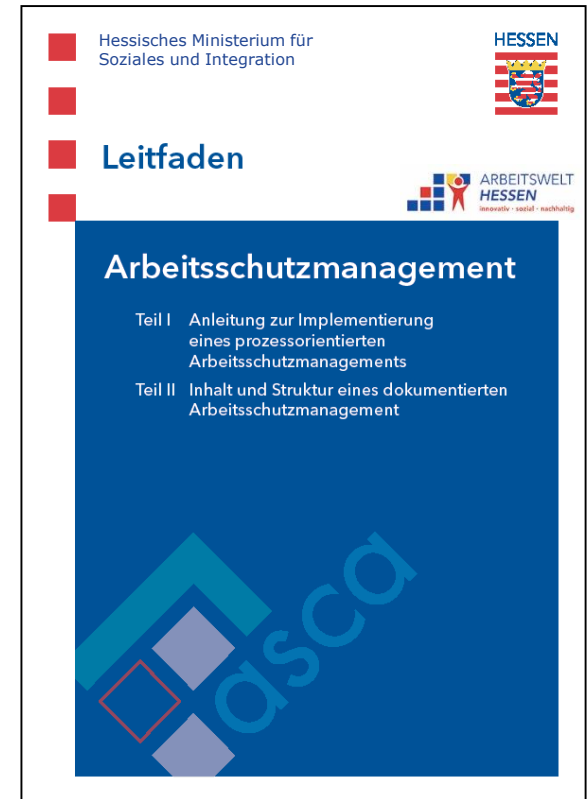 Hessisches Ministerium für
Soziales und Integration
HESSEN
Leitfaden
ARBEITSWELT
HESSEN
innovativ · sozial · nachhaltig
Arbeitsschutzmanagement
Teil I Anleitung zur Implementierung
eines prozessorientierten
Arbeitsschutzmanagements
Teil II Inhalt und Struktur eines dokumentierten
Arbeitsschutzmanagement
asca